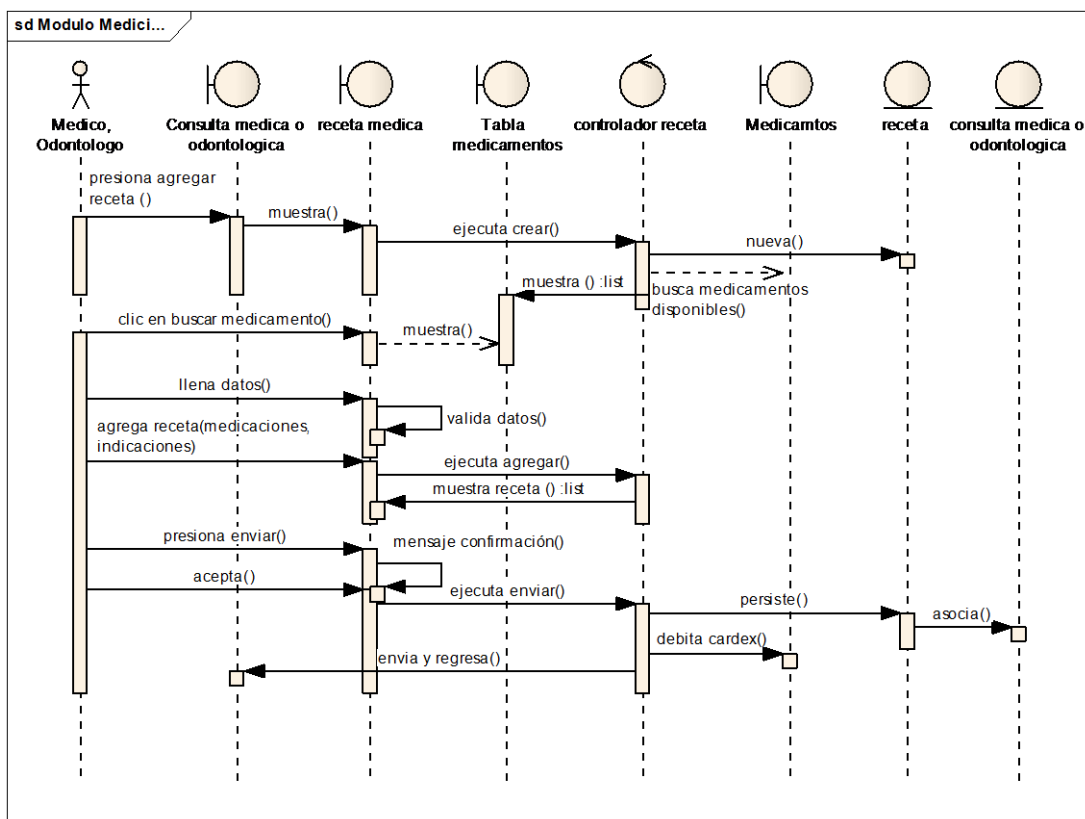 sd Modulo Medici...
Medico,
Odontologo
Consulta medica o
odontologica
receta medica
Tabla
medicamentos
controlador receta
Medicamtos
receta
consulta medica o
odontologica
presiona agregar
receta ()
muestra()
ejecuta crear()
nueva()
muestra () :list
busca medicamentos
disponibles()
clic en buscar medicamento()
muestra()
llena datos()
valida datos()
agrega receta(medicaciones,
indicaciones)
ejecuta agregar()
muestra receta () :list
presiona enviar()
mensaje confirmación()
acepta()
ejecuta enviar()
persiste()
asocia()
debita cardex()
envia y regresa()